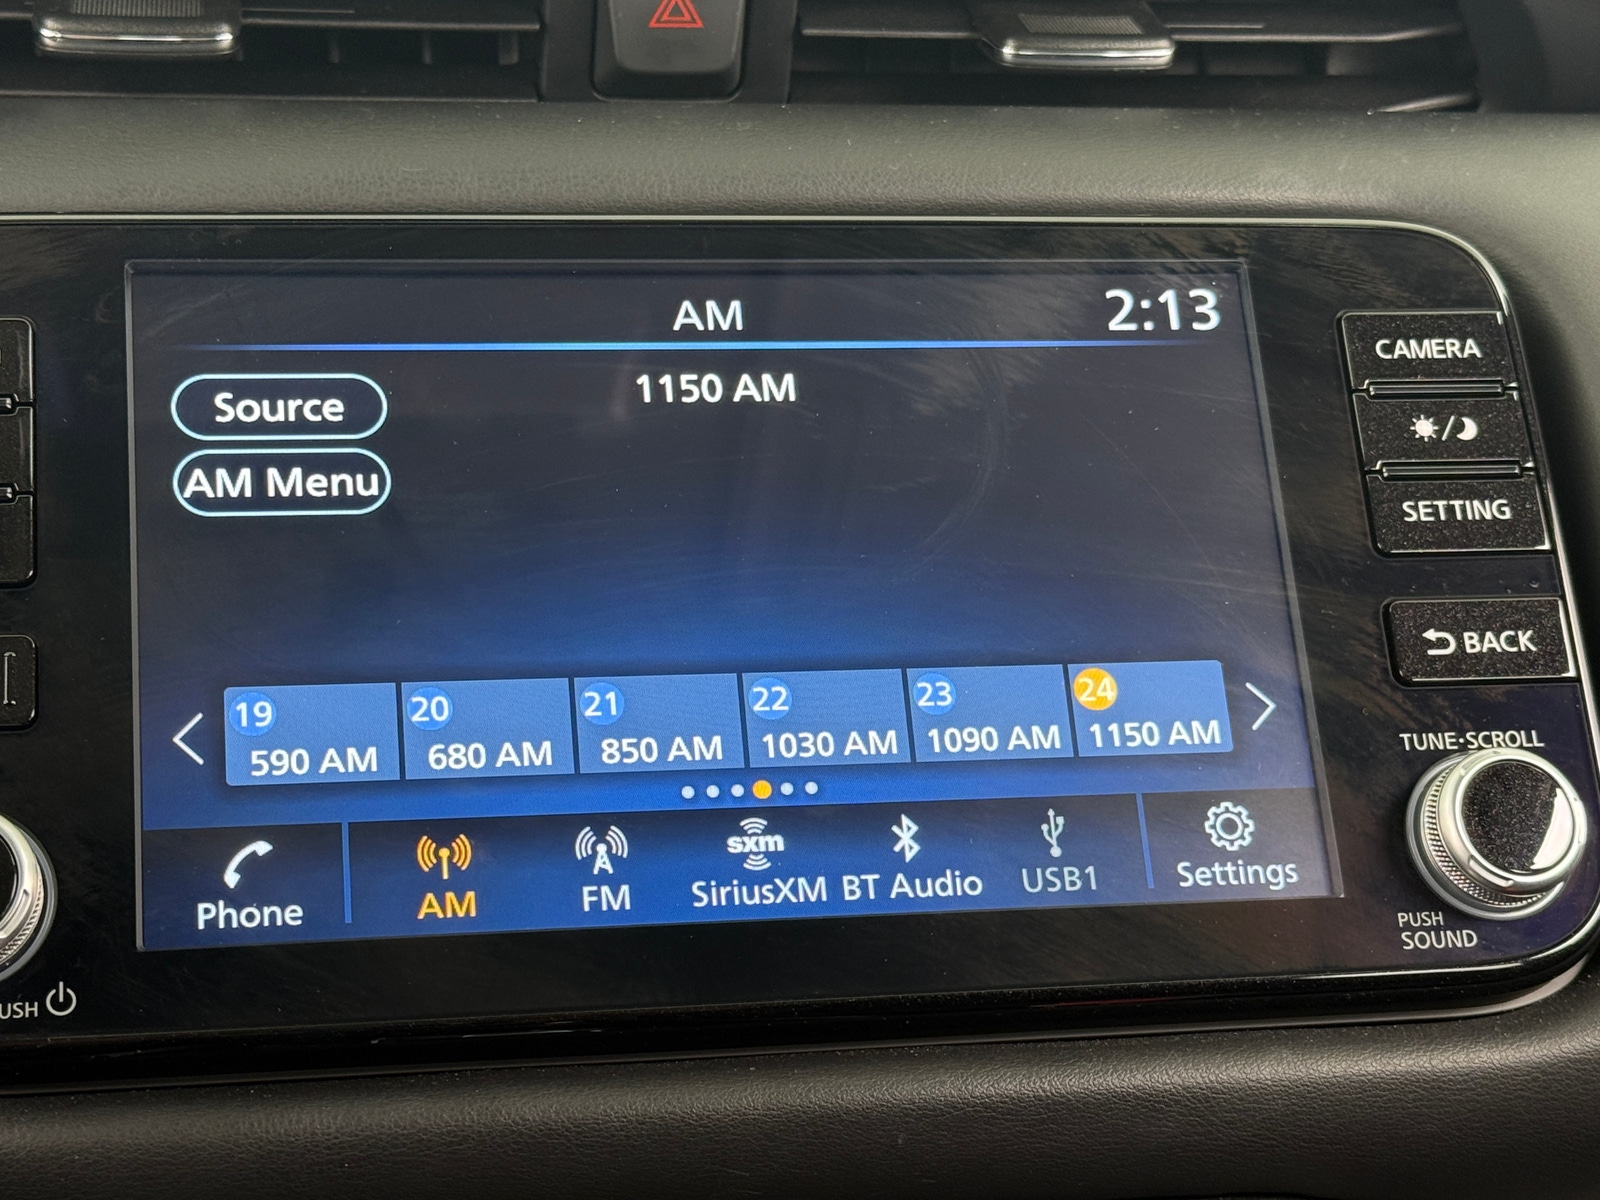 AM
2:13
1150 AM
Source
AM Menu
19
590 AM
20
680 AM
21
850 AM
22
1030 AM
23
1090 AM
24
1150 AM
Phone
AM
FM
sxm
SiriusXM
BT Audio
USB1
Settings
CAMERA
SETTING
BACK
TUNE·SCROLL
PUSH
SOUND